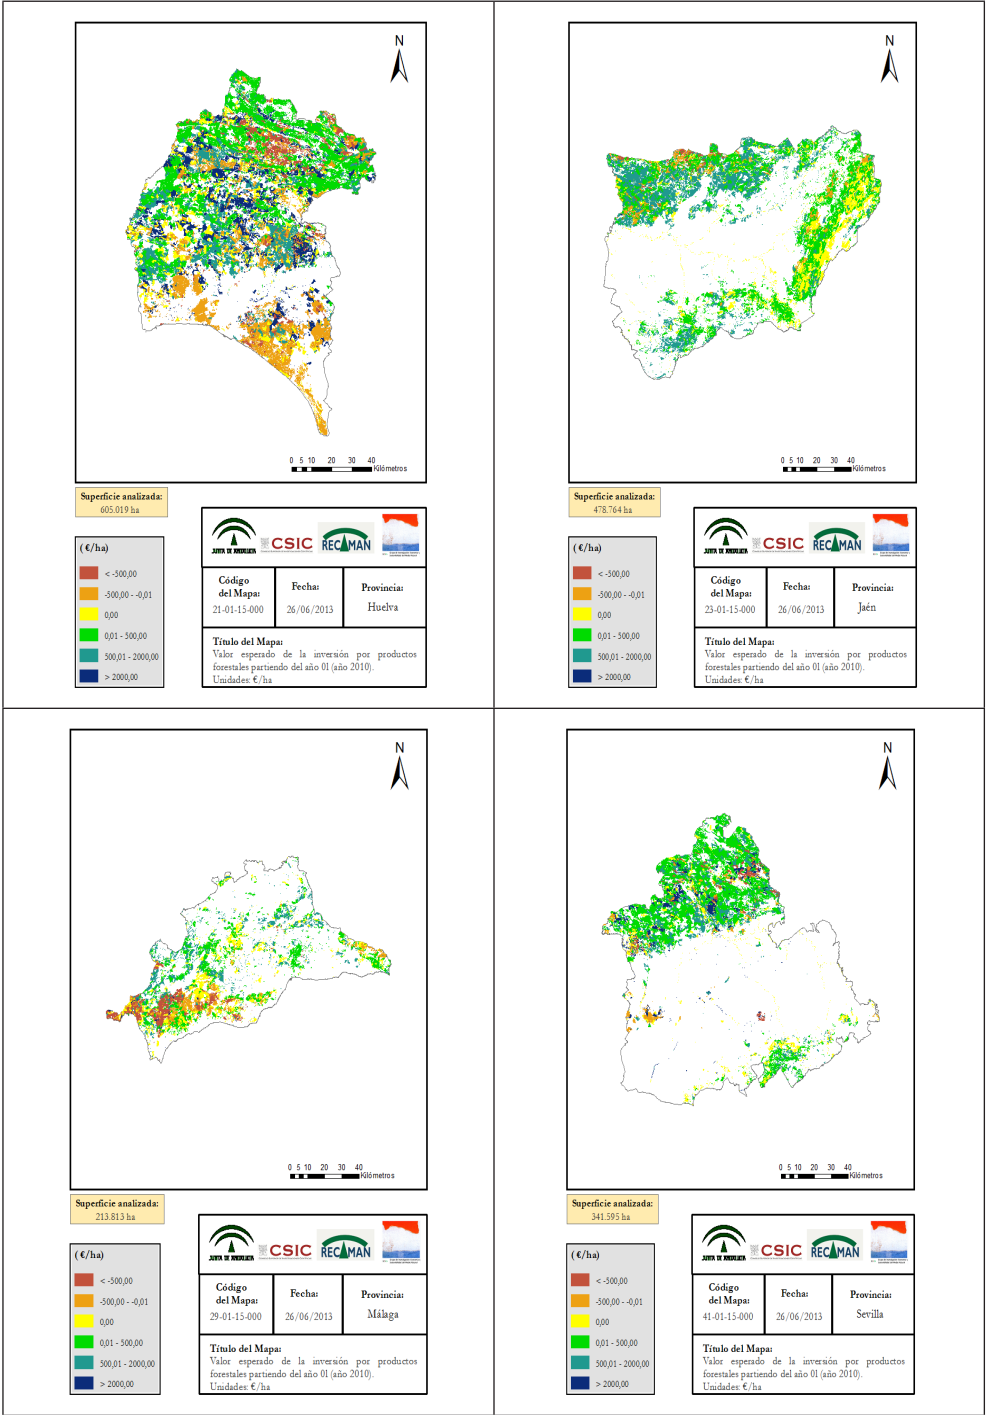 N
0 5 10 20 30 40
Kilómetros
Superficie analizada:
605.019 ha
(€/ha)
< -500,00
-500,00 - -0,01
0,00
0,01 - 500,00
500,01 - 2000,00
> 2000,00
JUNTA DE ANDALUCIA
CSIC
RECAMAN
Código
del Mapa:
21-01-15-000
Fecha:
26/06/2013
Provincia:
Huelva
Título del Mapa:
Valor esperado de la inversión por productos
forestales partiendo del año 01 (año 2010).
Unidades: €/ha
N
0 5 10 20 30 40
Kilómetros
Superficie analizada:
478.764 ha
(€/ha)
< -500,00
-500,00 - -0,01
0,00
0,01 - 500,00
500,01 - 2000,00
> 2000,00
JUNTA DE ANDALUCIA
CSIC
RECAMAN
Código
del Mapa:
23-01-15-000
Fecha:
26/06/2013
Provincia:
Jaén
Título del Mapa:
Valor esperado de la inversión por productos
forestales partiendo del año 01 (año 2010).
Unidades: €/ha
N
0 5 10 20 30 40
Kilómetros
Superficie analizada:
213.813 ha
(€/ha)
< -500,00
-500,00 - -0,01
0,00
0,01 - 500,00
500,01 - 2000,00
> 2000,00
JUNTA DE ANDALUCIA
CSIC
RECAMAN
Código
del Mapa:
29-01-15-000
Fecha:
26/06/2013
Provincia:
Málaga
Título del Mapa:
Valor esperado de la inversión por productos
forestales partiendo del año 01 (año 2010).
Unidades: €/ha
N
0 5 10 20 30 40
Kilómetros
Superficie analizada:
341.595 ha
(€/ha)
< -500,00
-500,00 - -0,01
0,00
0,01 - 500,00
500,01 - 2000,00
> 2000,00
JUNTA DE ANDALUCIA
CSIC
RECAMAN
Código
del Mapa:
41-01-15-000
Fecha:
26/06/2013
Provincia:
Sevilla
Título del Mapa:
Valor esperado de la inversión por productos
forestales partiendo del año 01 (año 2010).
Unidades: €/ha